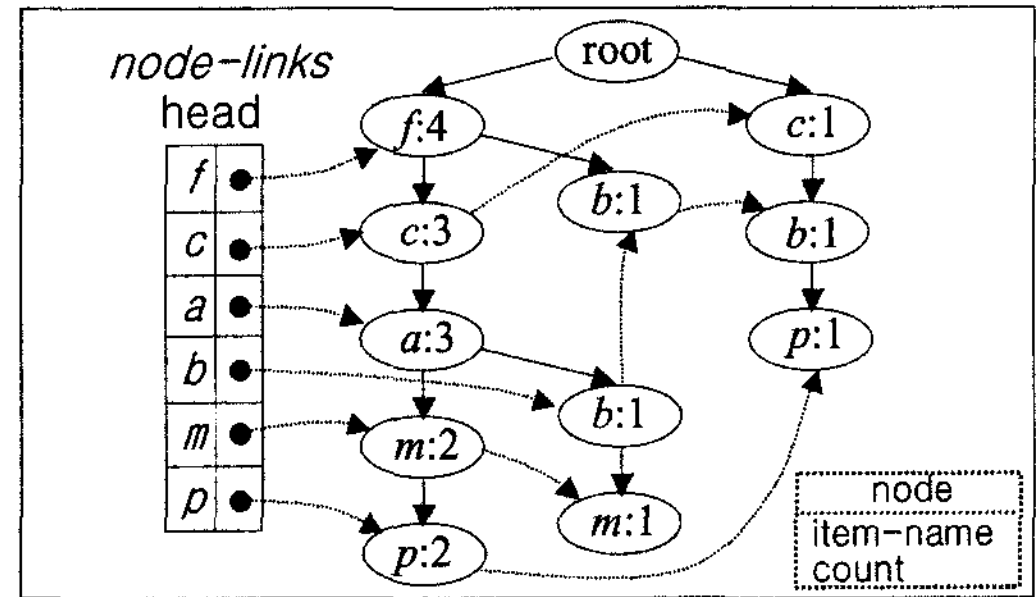 node-links
head
f
c
a
b
m
p
root
f:4
c:1
b:1
c:3
b:1
a:3
p:1
b:1
m:2
m:1
p:2
node
item-name
count